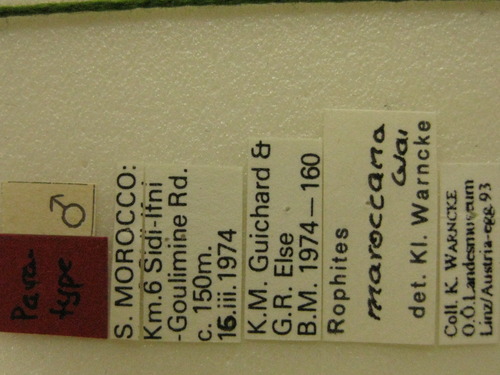 ♂
Para-
type
S. MOROCCO:
Km.6 Sidi-Ifni
-Goulimine Rd.
c. 150m.
16.iii.1974
K.M. Guichard &
G.R. Else
B.M. 1974–160
Rophites
maroccana
War
det. Kl. Warncke
Coll. K. WARNCKE
O.Ö.Landesmuseum
Linz/Austria-egg.93